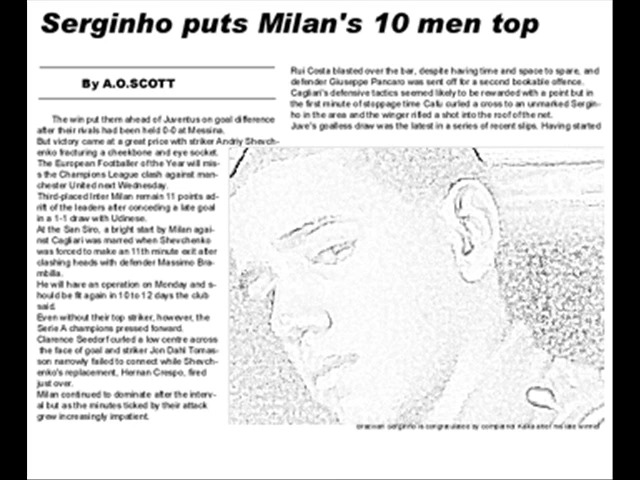 Serginho puts Milan's 10 men top
By A.O.SCOTT
The win put them ahead of Juventus on goal difference
after their rivals had been held 0-0 at Messina.
But victory came at a great price with striker Andriy Shevch-
enko fracturing a cheekbone and eye socket.
The European Footballer of the Year will mis-
s the Champions League clash against man-
chester United next Wednesday.
Third-placed Inter Milan remain 11 points ad-
rift of the leaders after conceding a late goal
in a 1-1 draw with Udinese.
At the San Siro, a bright start by Milan agai-
nst Cagliari was marred when Shevchenko
was forced to make an 11th minute exit after
clashing heads with defender Massimo Bra-
mbilla.
He will have an operation on Monday and s-
hould be fit again in 10 to 12 days the club
said.
Even without their top striker, however, the
Serie A champions pressed forward.
Clarence Seedorf curled a low centre across
the face of goal and striker Jon Dahl Tomas-
son narrowly failed to connect while Shevch-
enko's replacement, Hernan Crespo, fired
just over.
Milan continued to dominate after the interv-
al but as the minutes ticked by their attack
grew increasingly impatient.
Rui Costa blasted over the bar, despite having time and space to spare, and
defender Giuseppe Pancaro was sent off for a second bookable offence.
Cagliari's defensive tactics seemed likely to be rewarded with a point but in
the first minute of stoppage time Cafu curled a cross to an unmarked Sergin-
ho in the area and the winger rifled a shot into the roof of the net.
Juve's goalless draw was the latest in a series of recent slips. Having started
Brazilian Serginho is congratulated by compatriot Kaka after his late winner